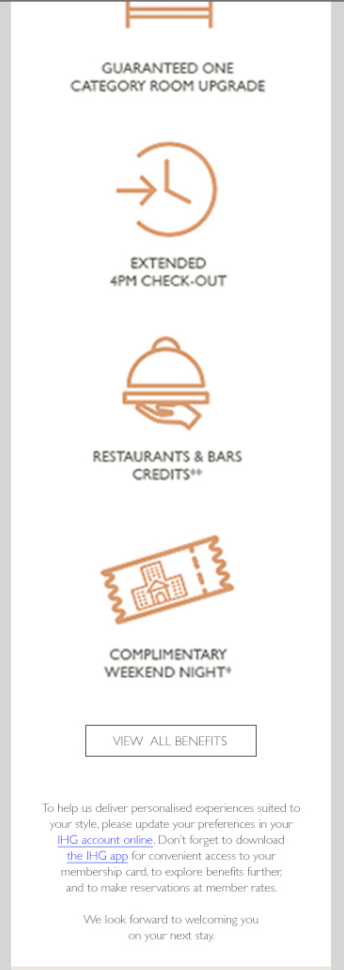 GUARANTEED ONE
CATEGORY ROOM UPGRADE
EXTENDED
4PM CHECK-OUT
RESTAURANTS & BARS
CREDITS**
COMPLIMENTARY
WEEKEND NIGHT*
VIEW ALL BENEFITS
To help us deliver personalised experiences suited to
your style, please update your preferences in your
IHG account online. Don't forget to download
the IHG app for convenient access to your
membership card, to explore benefits further,
and to make reservations at member rates.
We look forward to welcoming you
on your next stay.